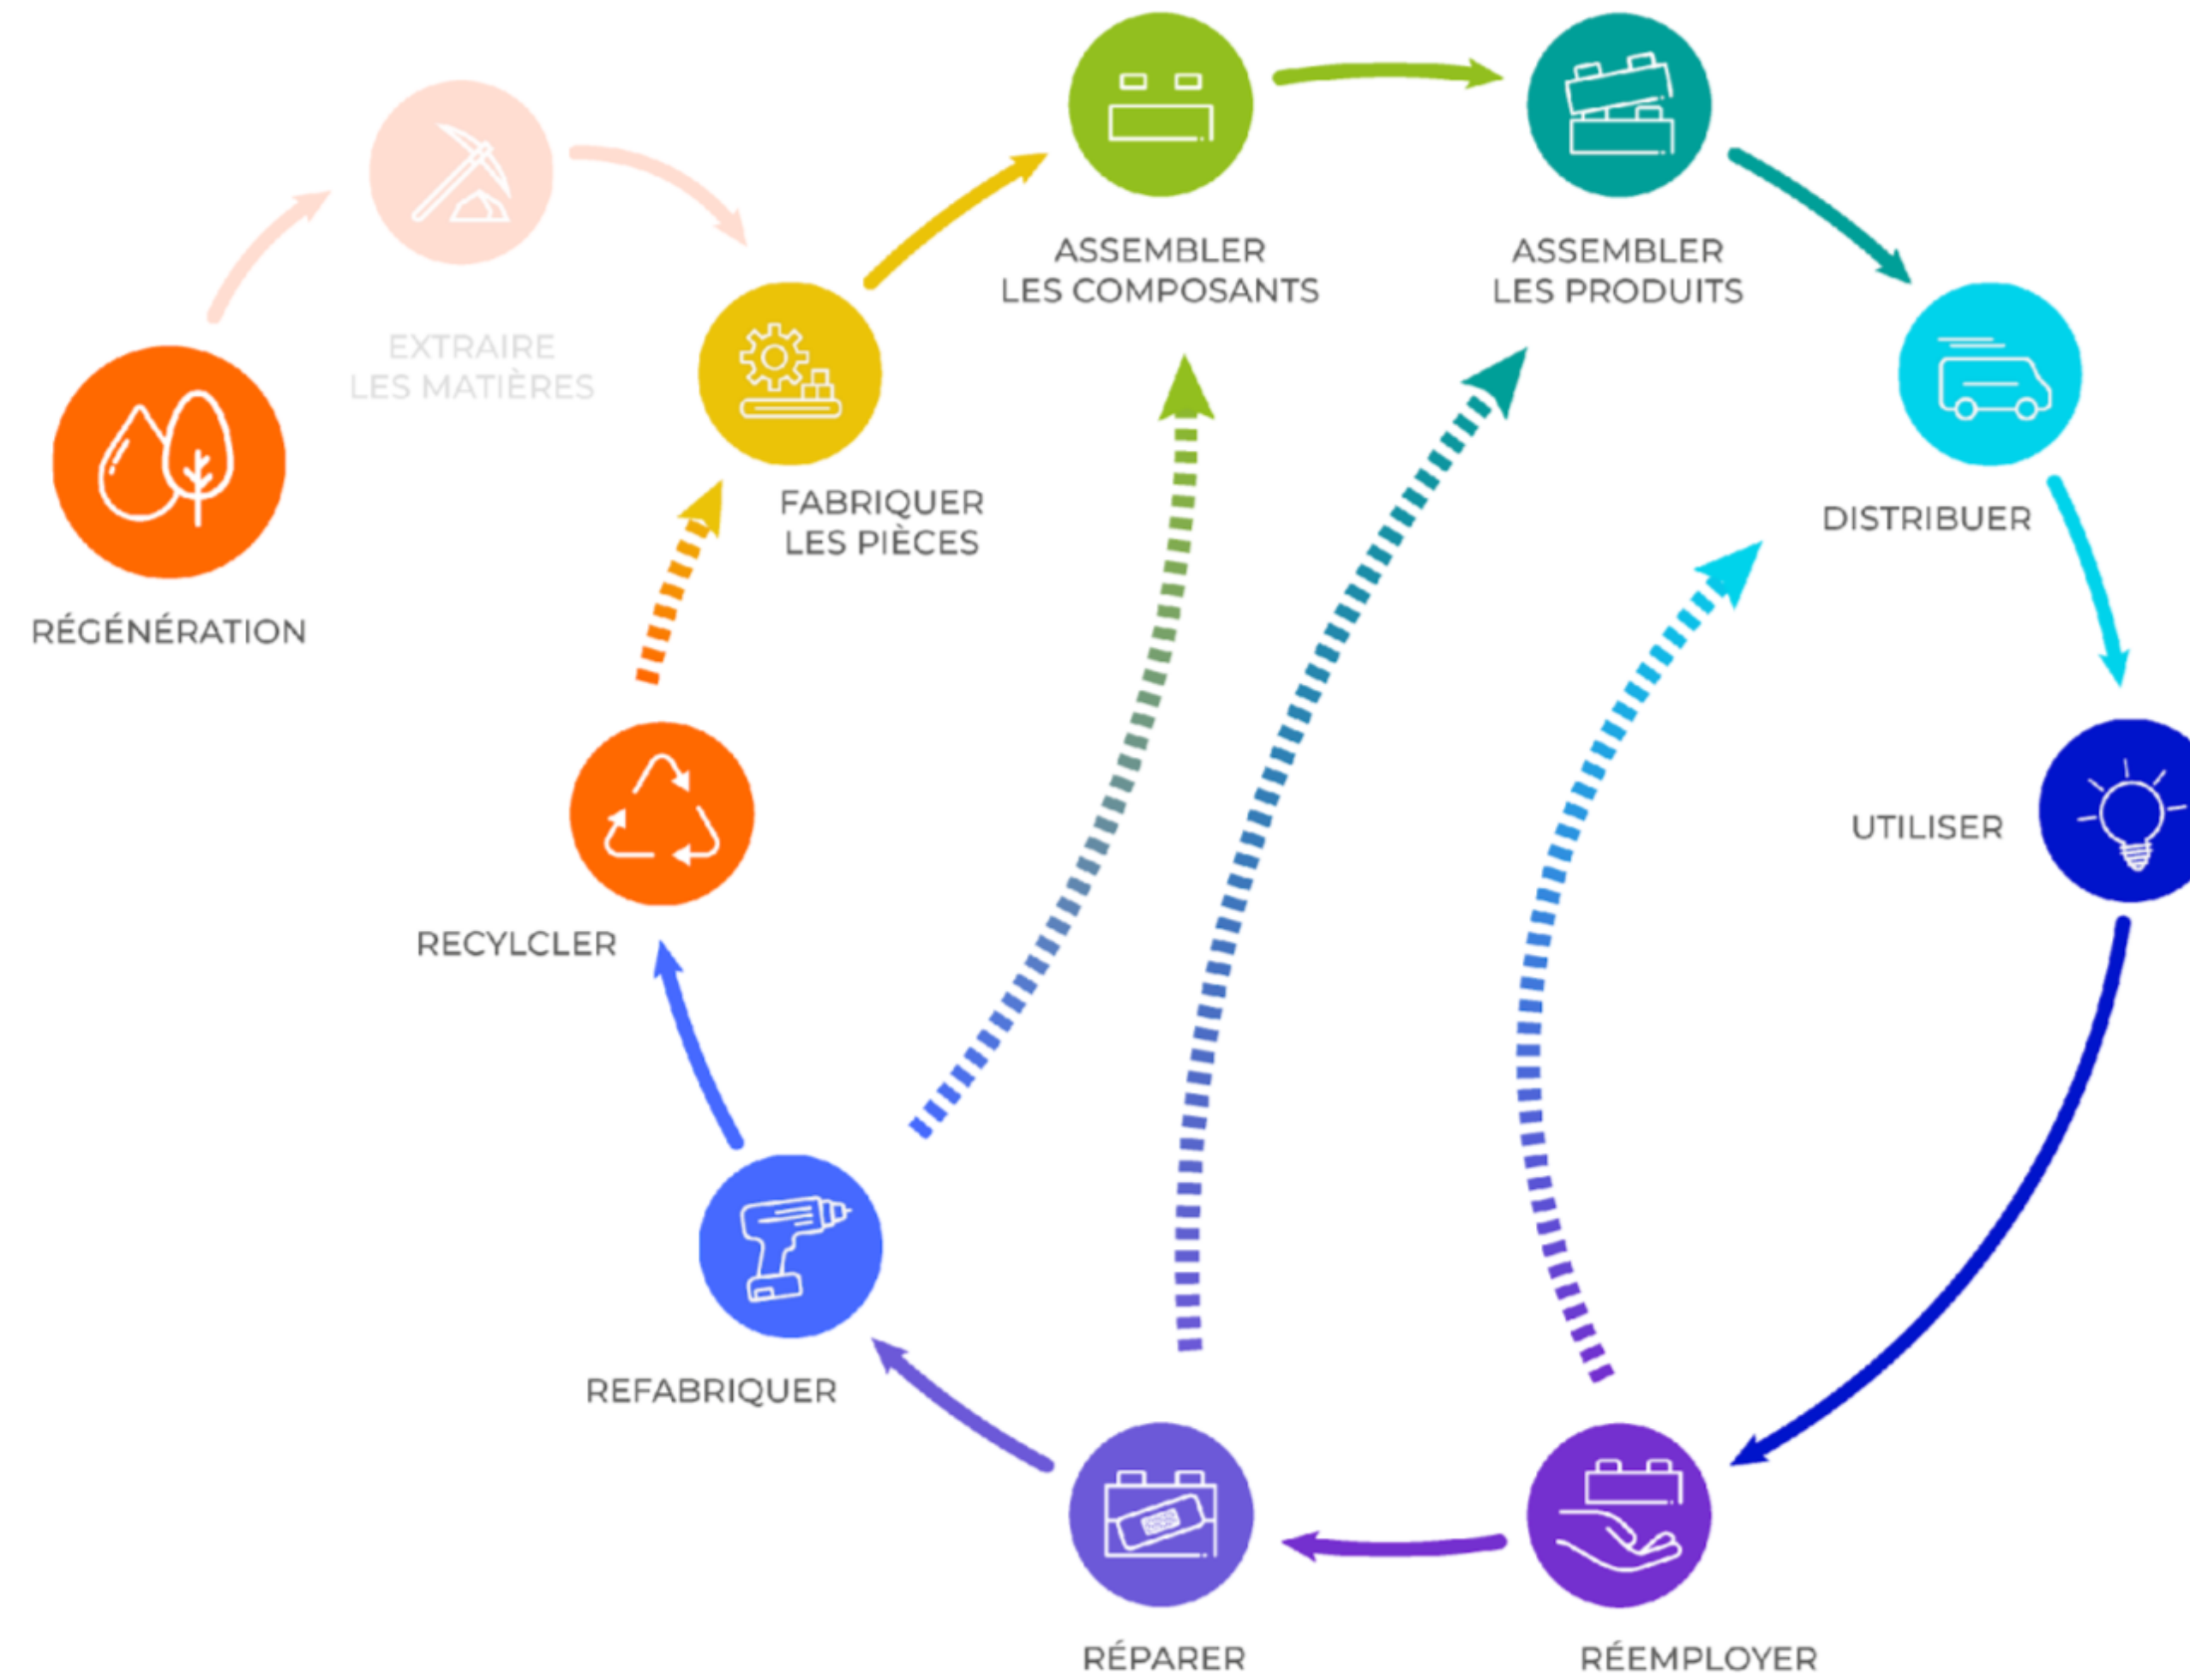 ASSEMBLER
LES COMPOSANTS
ASSEMBLER
LES PRODUITS
EXTRAIRE
LES MATIÈRES
FABRIQUER
LES PIÈCES
DISTRIBUER
RÉGÉNÉRATION
UTILISER
RECYLCLER
REFABRIQUER
RÉPARER
RÉEMPLOYER